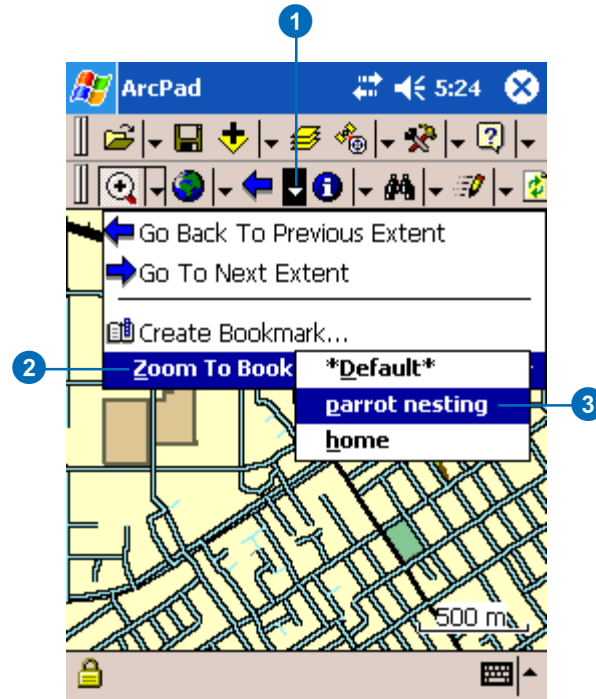 1
ArcPad 5:24
Go Back To Previous Extent
Go To Next Extent
Create Bookmark...
2
Zoom To Book
*Default*
parrot nesting
3
home
500 m